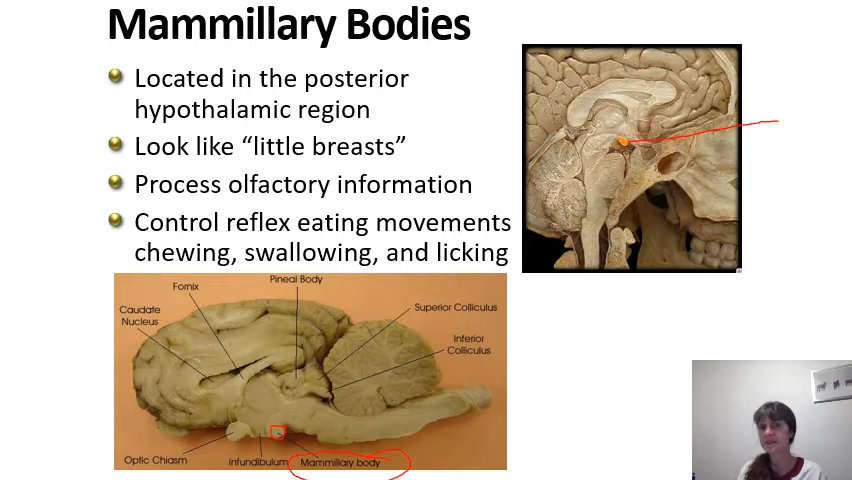 Mammillary Bodies
Located in the posterior
hypothalamic region
Look like “little breasts”
Process olfactory information
Control reflex eating movements
chewing, swallowing, and licking
Pineal Body
Fornix
Superior Colliculus
Caudate
Nucleus
Inferior
Colliculus
Optic Chiasm
Infundibulum
Mammillary body